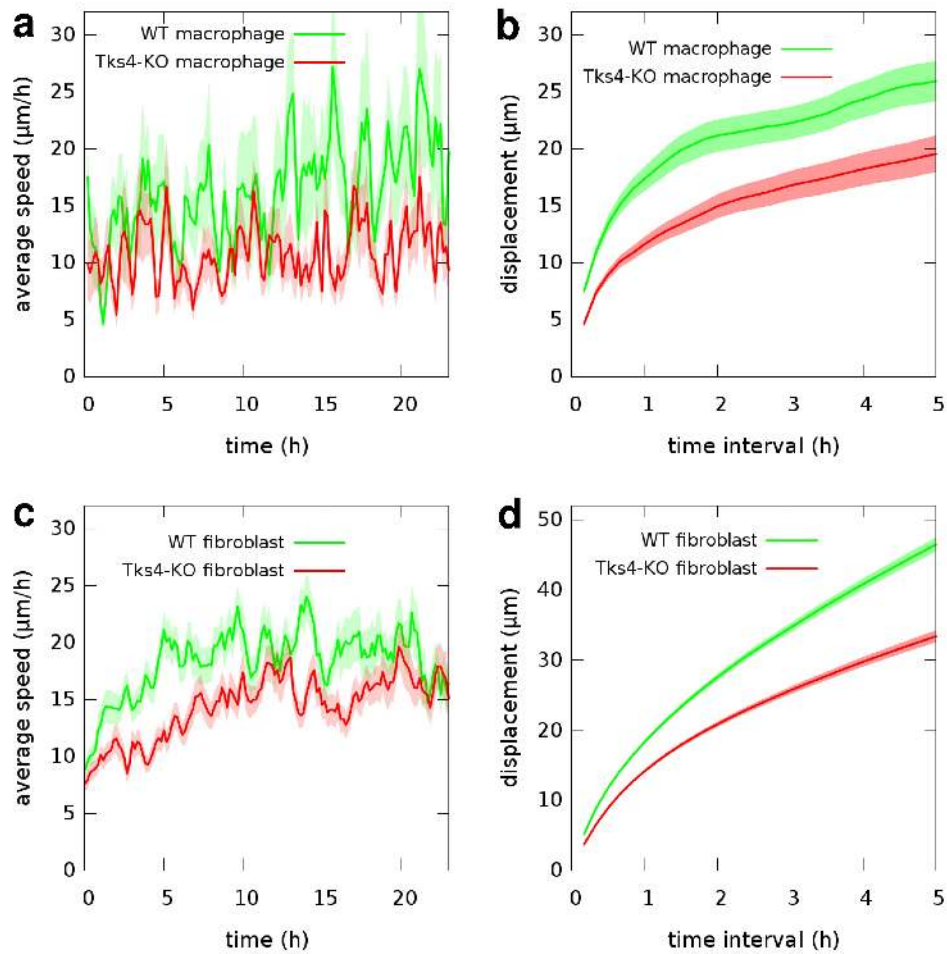 a
WT macrophage
Tks4-KO macrophage
average speed (µm/h)
30
25
20
15
10
5
0
0 5 10 15 20
time (h)
b
WT macrophage
Tks4-KO macrophage
displacement (µm)
30
25
20
15
10
5
0
0 1 2 3 4 5
time interval (h)
c
WT fibroblast
Tks4-KO fibroblast
average speed (µm/h)
30
25
20
15
10
5
0
0 5 10 15 20
time (h)
d
WT fibroblast
Tks4-KO fibroblast
displacement (µm)
50
40
30
20
10
0
0 1 2 3 4 5
time interval (h)